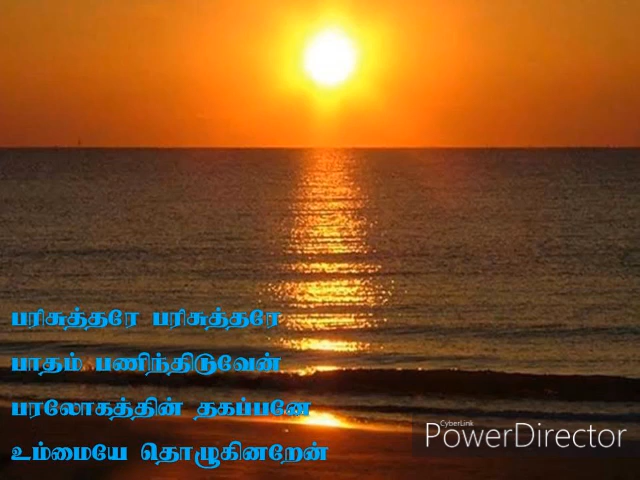 பரிசுத்தரே பரிசுத்தரே
பாதம் பணிந்திடுவேன்
பரலோகத்தின் தகப்பனே
உம்மையே தொழுகினறேன்
CyberLink
PowerDirector